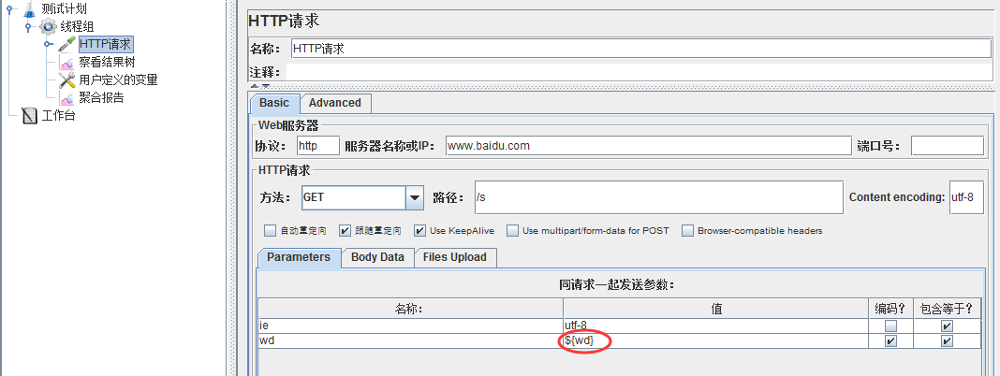 测试计划
线程组
HTTP请求
察看结果树
用户定义的变量
聚合报告
工作台
HTTP请求
名称： HTTP请求
注释：
Basic Advanced
Web服务器
协议： http 服务器名称或IP： www.baidu.com 端口号：
HTTP请求
方法： GET 路径： /s Content encoding: utf-8
自动重定向 跟随重定向 Use KeepAlive Use multipart/form-data for POST Browser-compatible headers
Parameters Body Data Files Upload
同请求一起发送参数：
名称： 值 编码？ 包含等于？
ie utf-8
wd ${wd}